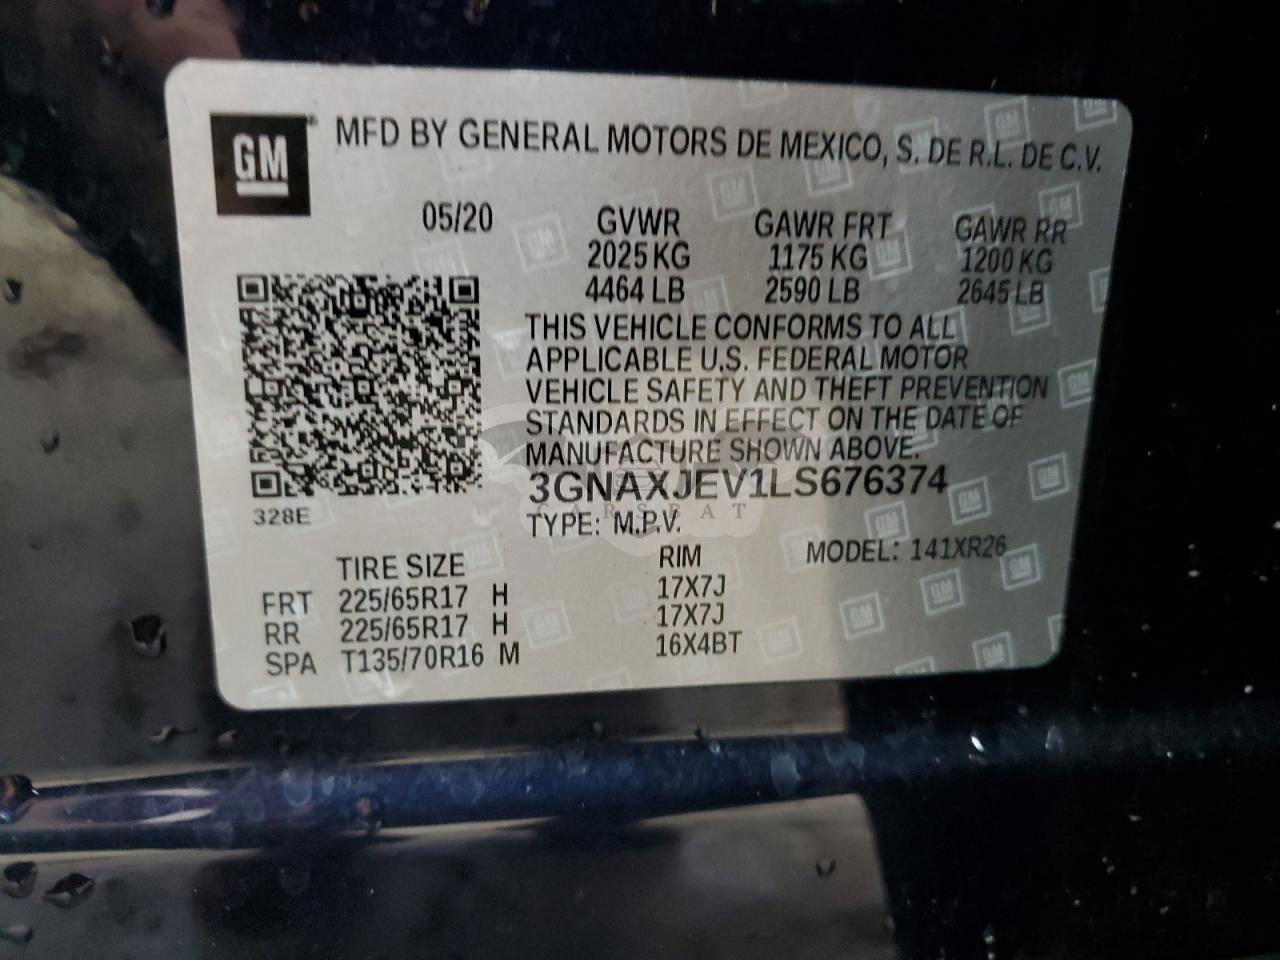 GM
MFD BY GENERAL MOTORS DE MEXICO, S. DE R.L. DE C.V.
05/20 GVWR GAWR FRT GAWR RR
2025 KG 1175 KG 1200 KG
4464 LB 2590 LB 2645 LB
THIS VEHICLE CONFORMS TO ALL
APPLICABLE U.S. FEDERAL MOTOR
VEHICLE SAFETY AND THEFT PREVENTION
STANDARDS IN EFFECT ON THE DATE OF
MANUFACTURE SHOWN ABOVE.
3GNAXJEV1LS676374
CARSBAT
328E
TYPE: M.P.V.
TIRE SIZE RIM MODEL: 141XR26
FRT 225/65R17 H 17X7J
RR 225/65R17 H 17X7J
SPA T135/70R16 M 16X4BT